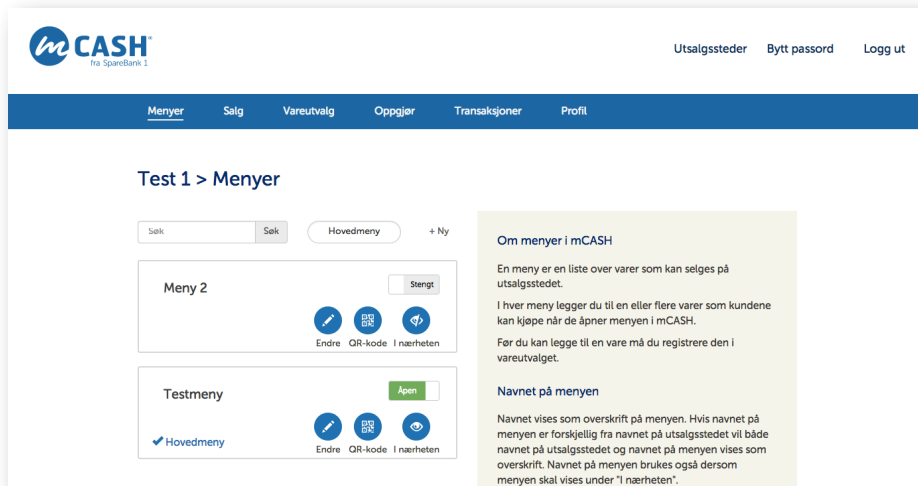 m CASH
fra SpareBank 1
Utsalgssteder Bytt passord Logg ut
Menyer Salg Vareutvalg Oppgjør Transaksjoner Profil
Test 1 > Menyer
Søk Søk Hovedmeny + Ny
Meny 2 Stengt
Endre QR-kode I nærheten
Testmeny Åpen
Hovedmeny
Endre QR-kode I nærheten
Om menyer i mCASH
En meny er en liste over varer som kan selges på
utsalgsstedet.
I hver meny legger du til en eller flere varer som kundene
kan kjøpe når de åpner menyen i mCASH.
Før du kan legge til en vare må du registrere den i
vareutvalget.
Navnet på menyen
Navnet vises som overskrift på menyen. Hvis navnet på
menyen er forskjellig fra navnet på utsalgsstedet vil både
navnet på utsalgsstedet og navnet på menyen vises som
overskrift. Navnet på menyen brukes også dersom
menyen skal vises under "I nærheten".